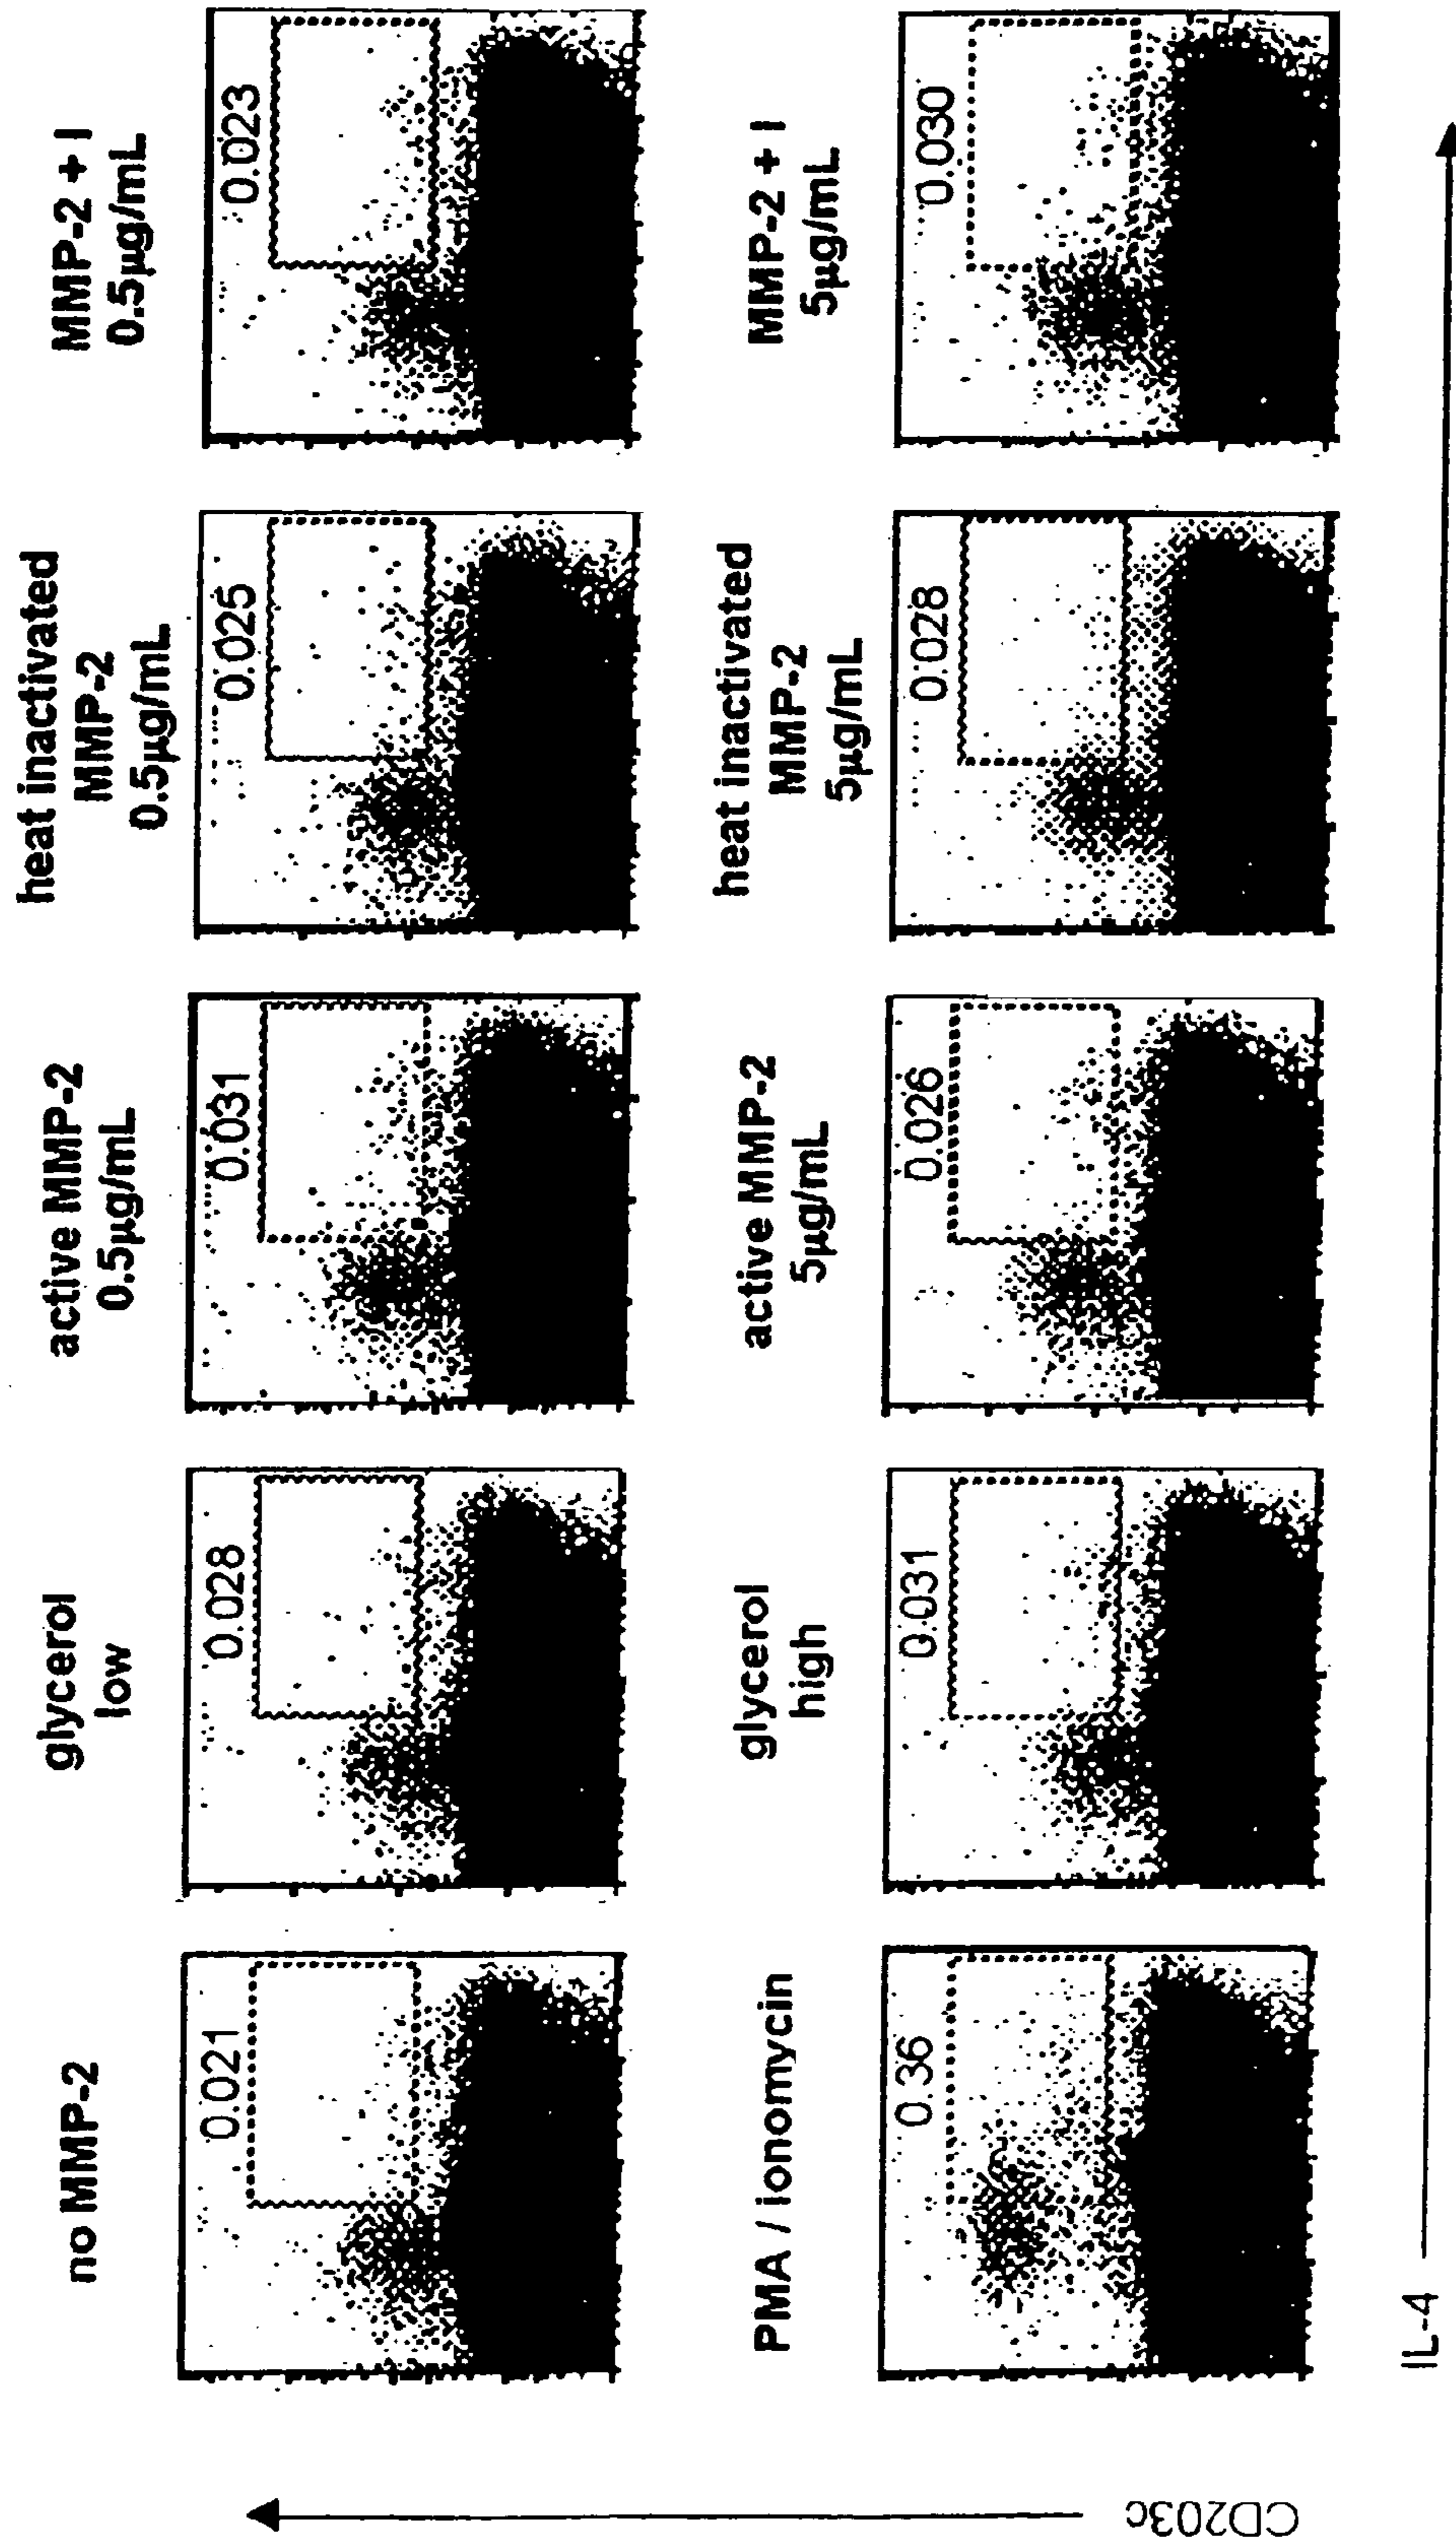 no MMP-2
0.021
glycerol
low
0.028
active MMP-2
0.5µg/mL
0.031
heat inactivated
MMP-2
0.5µg/mL
0.025
MMP-2 + I
0.5µg/mL
0.023
PMA / ionomycin
0.36
glycerol
high
0.031
active MMP-2
5µg/mL
0.026
heat inactivated
MMP-2
5µg/mL
0.028
MMP-2 + I
5µg/mL
0.030
CD203c
IL-4